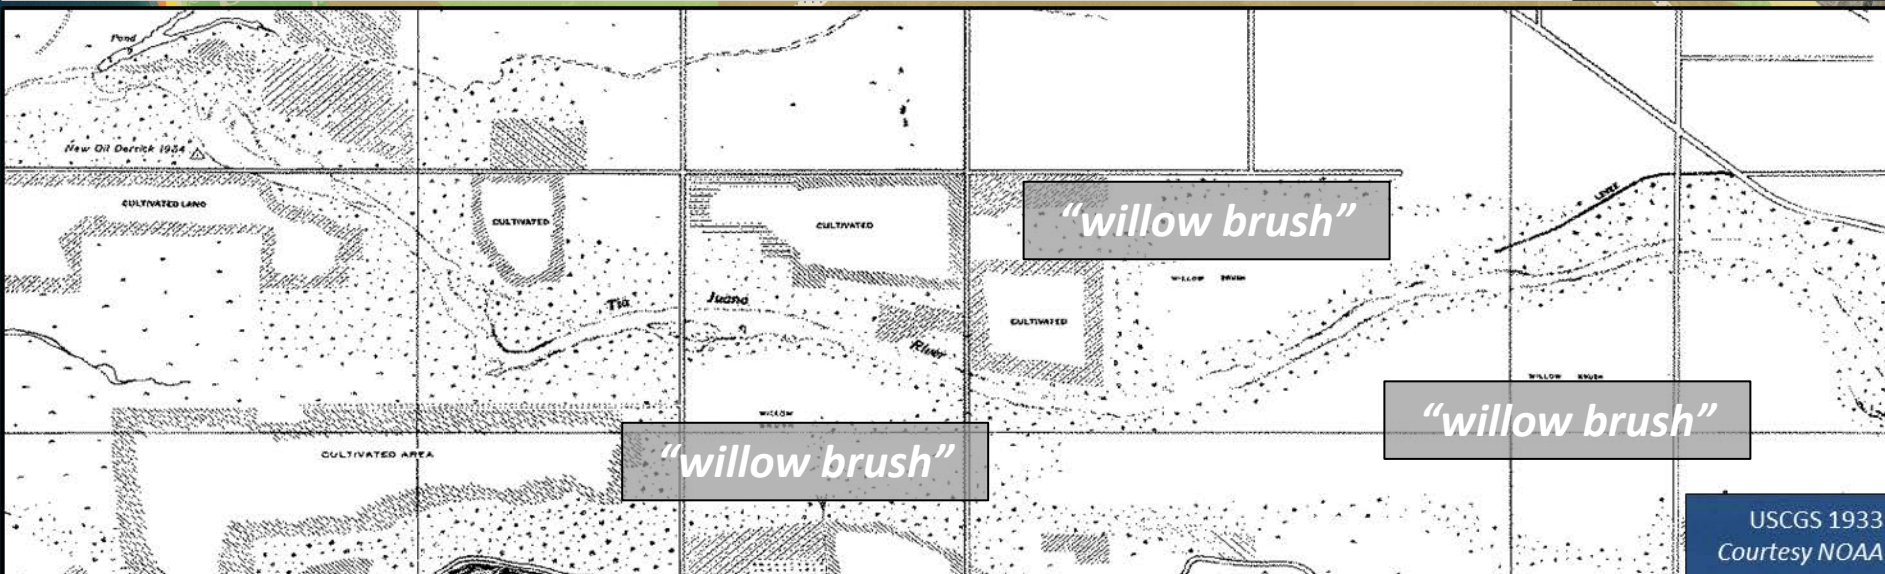 Pond
New Oil Derrick 1934
CULTIVATED LAND
CULTIVATED
CULTIVATED
“willow brush”
LEVEE
WILLOW BRUSH
Tia Juana River
CULTIVATED
WILLOW BRUSH
WILLOW BRUSH
“willow brush”
“willow brush”
CULTIVATED AREA
USCGS 1933
Courtesy NOAA